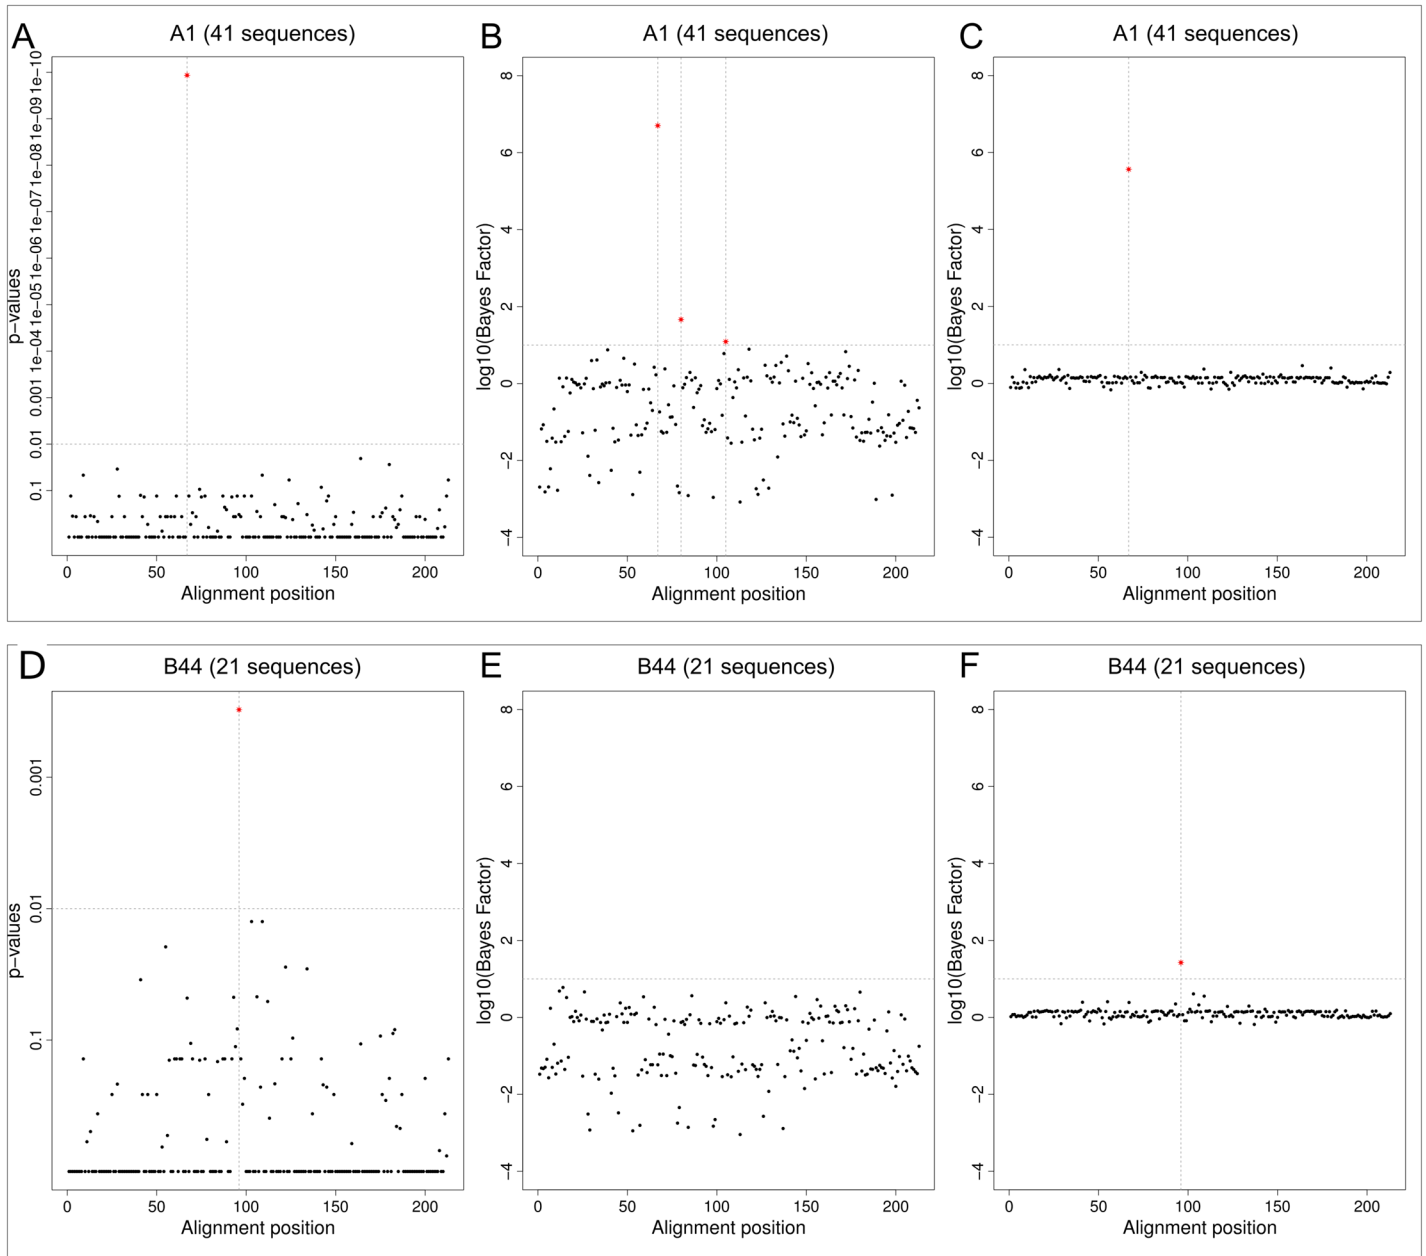 A
A1 (41 sequences)
p-values
1e-10
1e-09
1e-08
1e-07
1e-06
1e-05
1e-04
0.001
0.01
0.1
0 50 100 150 200
Alignment position
B
A1 (41 sequences)
log10(Bayes Factor)
8
6
4
2
0
-2
-4
0 50 100 150 200
Alignment position
C
A1 (41 sequences)
log10(Bayes Factor)
8
6
4
2
0
-2
-4
0 50 100 150 200
Alignment position
D
B44 (21 sequences)
p-values
0.001
0.01
0.1
0 50 100 150 200
Alignment position
E
B44 (21 sequences)
log10(Bayes Factor)
8
6
4
2
0
-2
-4
0 50 100 150 200
Alignment position
F
B44 (21 sequences)
log10(Bayes Factor)
8
6
4
2
0
-2
-4
0 50 100 150 200
Alignment position